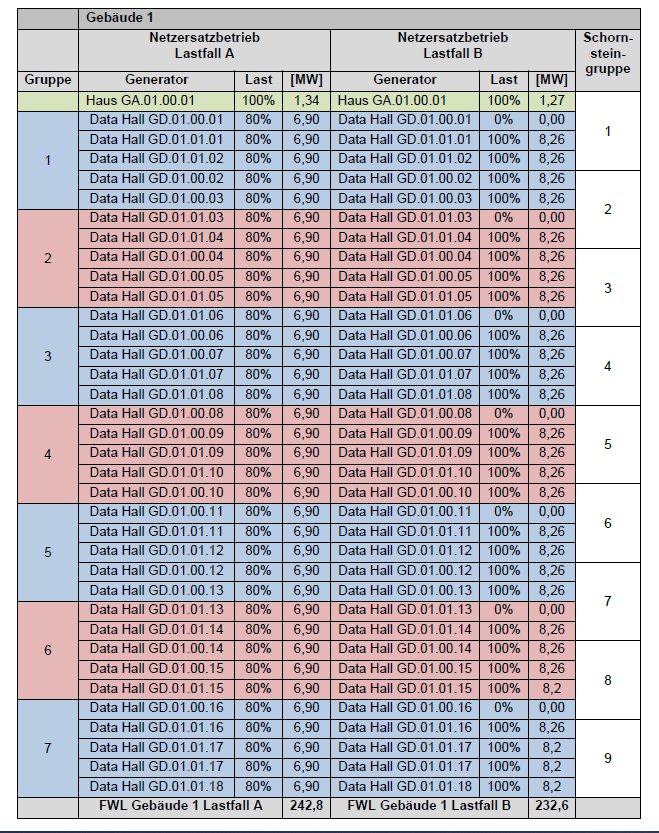 Gebäude 1
Netzersatzbetrieb Lastfall A Netzersatzbetrieb Lastfall B Schorn-steingruppe
Gruppe Generator Last [MW] Generator Last [MW]
Haus GA.01.00.01 100% 1,34 Haus GA.01.00.01 100% 1,27
Data Hall GD.01.00.01 80% 6,90 Data Hall GD.01.00.01 0% 0,00
1
Data Hall GD.01.01.01 80% 6,90 Data Hall GD.01.01.01 100% 8,26
1 Data Hall GD.01.01.02 80% 6,90 Data Hall GD.01.01.02 100% 8,26
Data Hall GD.01.00.02 80% 6,90 Data Hall GD.01.00.02 100% 8,26
Data Hall GD.01.00.03 80% 6,90 Data Hall GD.01.00.03 100% 8,26
2
Data Hall GD.01.01.03 80% 6,90 Data Hall GD.01.01.03 0% 0,00
Data Hall GD.01.01.04 80% 6,90 Data Hall GD.01.01.04 100% 8,26
2 Data Hall GD.01.00.04 80% 6,90 Data Hall GD.01.00.04 100% 8,26
Data Hall GD.01.00.05 80% 6,90 Data Hall GD.01.00.05 100% 8,26
3
Data Hall GD.01.01.05 80% 6,90 Data Hall GD.01.01.05 100% 8,26
Data Hall GD.01.01.06 80% 6,90 Data Hall GD.01.01.06 0% 0,00
Data Hall GD.01.00.06 80% 6,90 Data Hall GD.01.00.06 100% 8,26
3 Data Hall GD.01.00.07 80% 6,90 Data Hall GD.01.00.07 100% 8,26
4
Data Hall GD.01.01.07 80% 6,90 Data Hall GD.01.01.07 100% 8,26
Data Hall GD.01.01.08 80% 6,90 Data Hall GD.01.01.08 100% 8,26
Data Hall GD.01.00.08 80% 6,90 Data Hall GD.01.00.08 0% 0,00
Data Hall GD.01.00.09 80% 6,90 Data Hall GD.01.00.09 100% 8,26
5
4 Data Hall GD.01.01.09 80% 6,90 Data Hall GD.01.01.09 100% 8,26
Data Hall GD.01.01.10 80% 6,90 Data Hall GD.01.01.10 100% 8,26
Data Hall GD.01.00.10 80% 6,90 Data Hall GD.01.00.10 100% 8,26
Data Hall GD.01.00.11 80% 6,90 Data Hall GD.01.00.11 0% 0,00
6
Data Hall GD.01.01.11 80% 6,90 Data Hall GD.01.01.11 100% 8,26
5 Data Hall GD.01.01.12 80% 6,90 Data Hall GD.01.01.12 100% 8,26
Data Hall GD.01.00.12 80% 6,90 Data Hall GD.01.00.12 100% 8,26
Data Hall GD.01.00.13 80% 6,90 Data Hall GD.01.00.13 100% 8,26
7
Data Hall GD.01.01.13 80% 6,90 Data Hall GD.01.01.13 0% 0,00
Data Hall GD.01.01.14 80% 6,90 Data Hall GD.01.01.14 100% 8,26
6 Data Hall GD.01.00.14 80% 6,90 Data Hall GD.01.00.14 100% 8,26
Data Hall GD.01.00.15 80% 6,90 Data Hall GD.01.00.15 100% 8,26
8
Data Hall GD.01.01.15 80% 6,90 Data Hall GD.01.01.15 100% 8,2
Data Hall GD.01.00.16 80% 6,90 Data Hall GD.01.00.16 0% 0,00
Data Hall GD.01.01.16 80% 6,90 Data Hall GD.01.01.16 100% 8,26
7 Data Hall GD.01.01.17 80% 6,90 Data Hall GD.01.01.17 100% 8,2
9
Data Hall GD.01.01.17 80% 6,90 Data Hall GD.01.01.17 100% 8,2
Data Hall GD.01.01.18 80% 6,90 Data Hall GD.01.01.18 100% 8,2
FWL Gebäude 1 Lastfall A 242,8 FWL Gebäude 1 Lastfall B 232,6